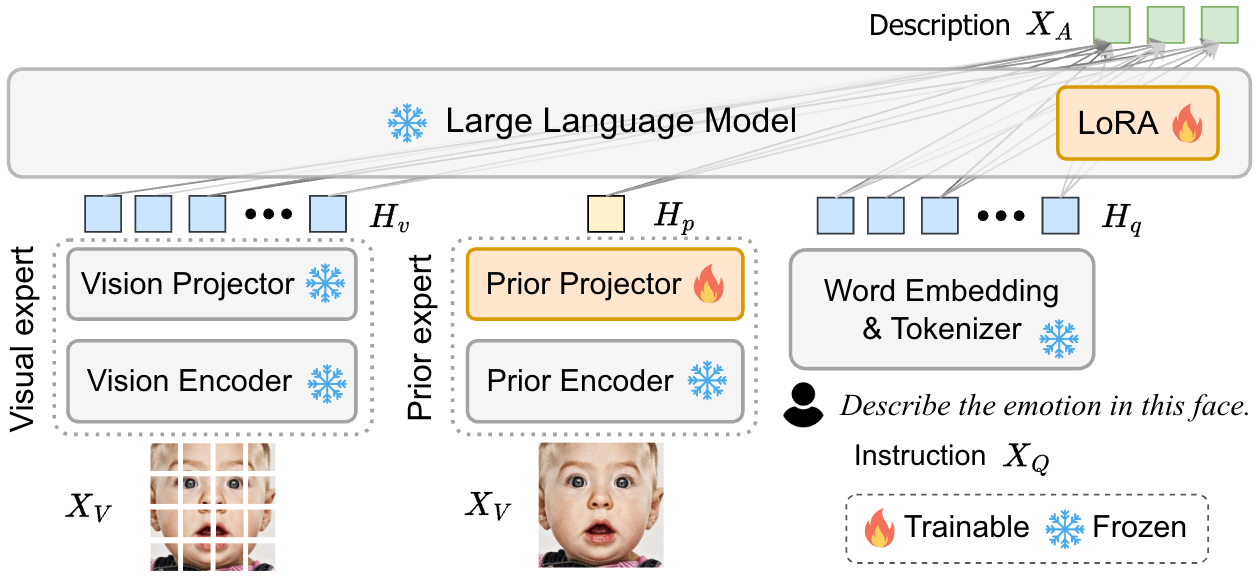 Description X_A
Large Language Model
LoRA
H_v
H_p
H_q
Visual expert
Vision Projector
Vision Encoder
Prior expert
Prior Projector
Prior Encoder
Word Embedding
& Tokenizer
Describe the emotion in this face.
Instruction X_Q
X_V
X_V
Trainable
Frozen